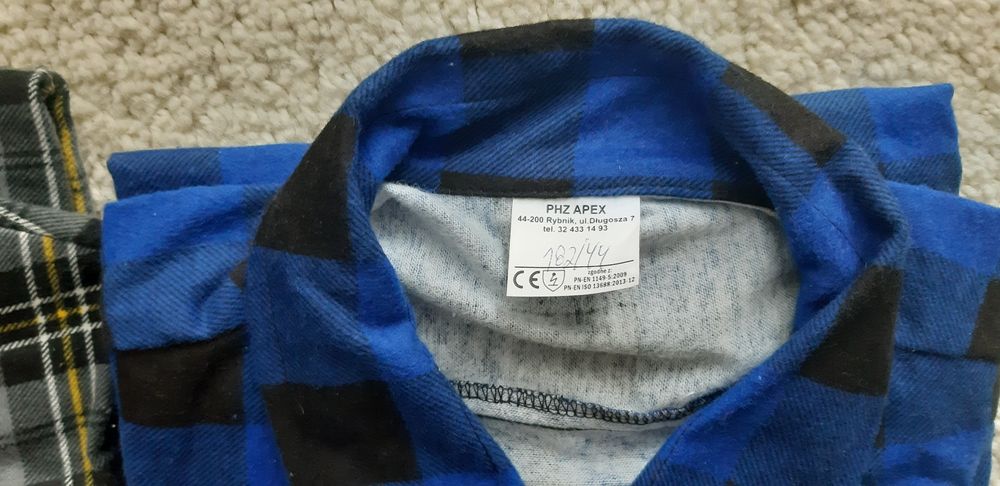 PHZ APEX
44-200 Rybnik, ul.Długosza 7
tel. 32 433 14 93
182/44
zgodne z:
CE PN-EN 1149-5:2009
PN-EN ISO 13688:2013-12